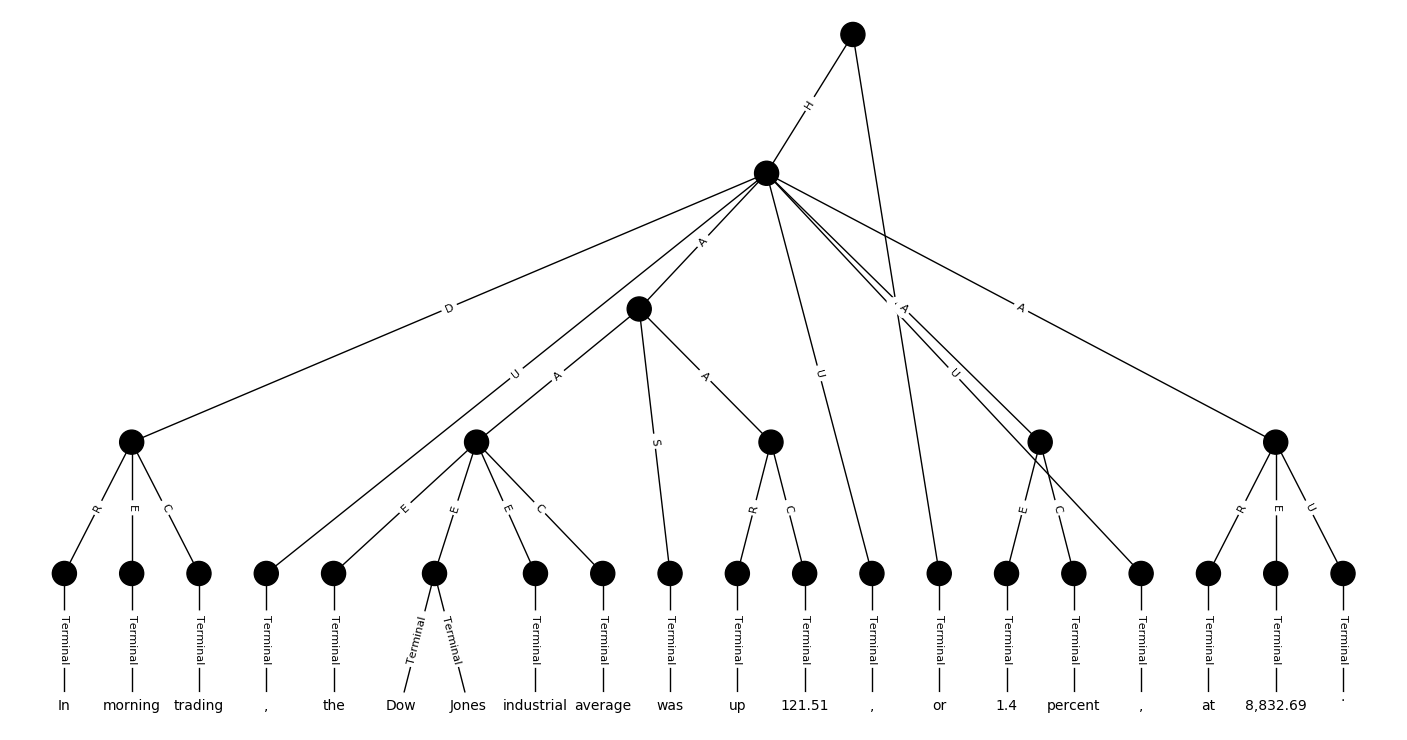 H
A
D
A
A
U
A
A
U
U
S
R
E
C
E
E
E
C
R
C
E
C
R
E
U
Terminal Terminal Terminal Terminal Terminal Terminal Terminal Terminal Terminal Terminal Terminal Terminal Terminal Terminal Terminal Terminal Terminal Terminal Terminal Terminal
In morning trading , the Dow Jones industrial average was up 121.51 , or 1.4 percent , at 8,832.69 .